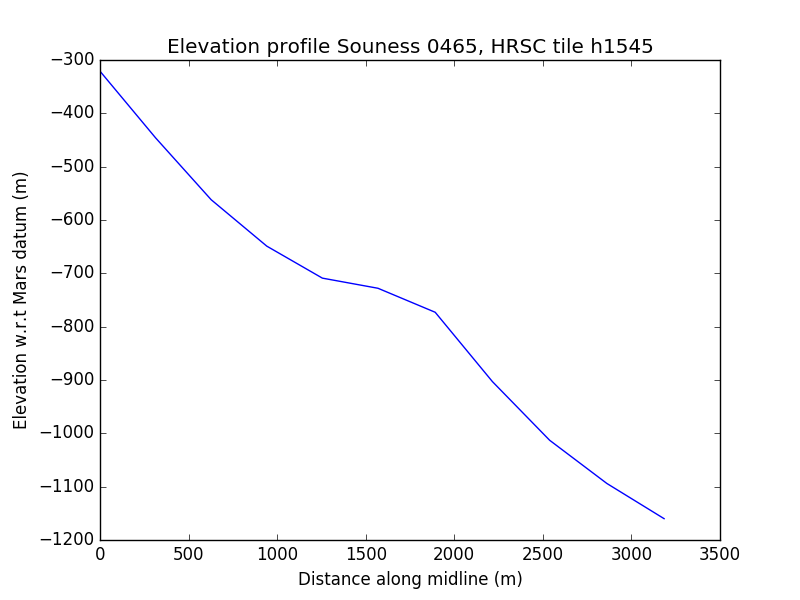 Elevation profile Souness 0465, HRSC tile h1545
−300
−400
−500
−600
−700
−800
−900
−1000
−1100
−1200
Elevation w.r.t Mars datum (m)
0 500 1000 1500 2000 2500 3000 3500
Distance along midline (m)